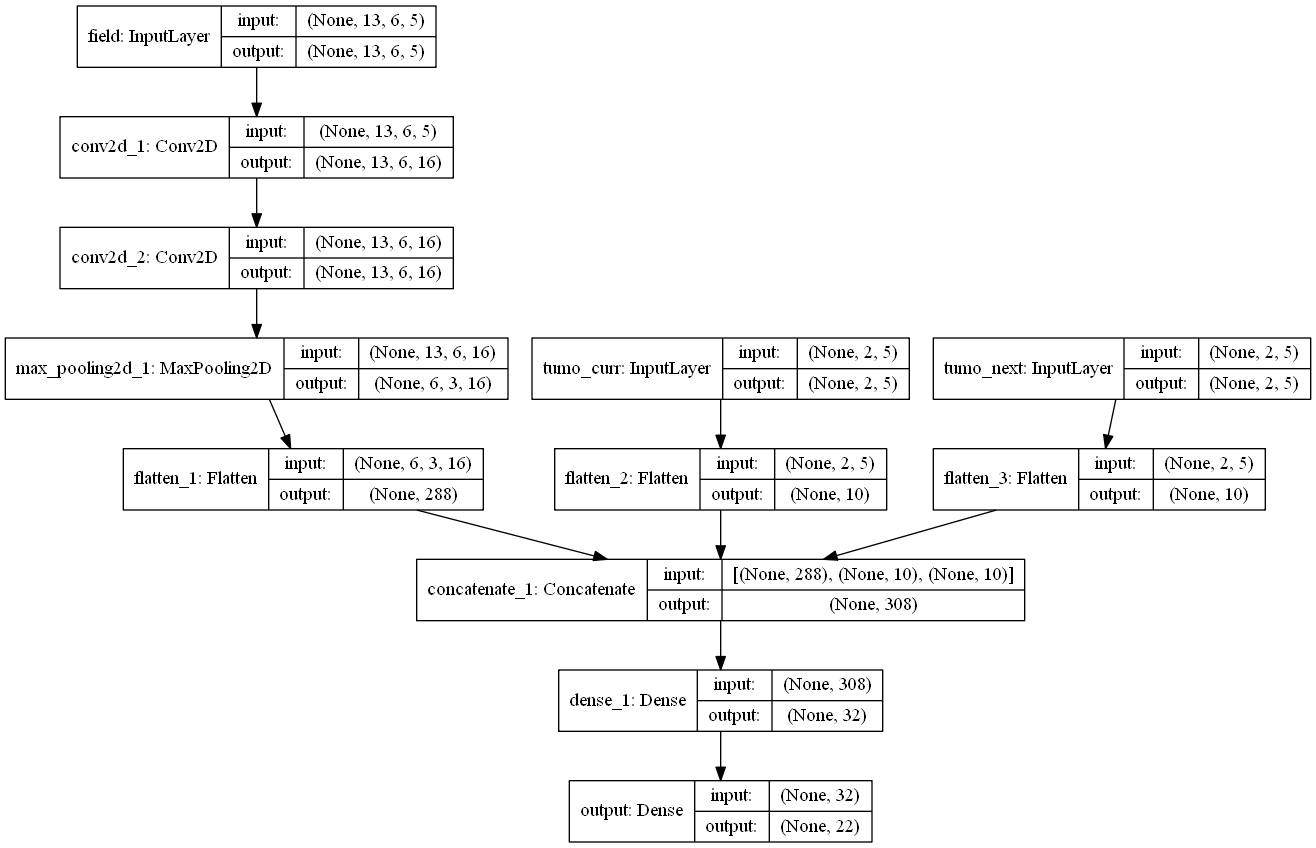 field: InputLayer
input: (None, 13, 6, 5)
output: (None, 13, 6, 5)
conv2d_1: Conv2D
input: (None, 13, 6, 5)
output: (None, 13, 6, 16)
conv2d_2: Conv2D
input: (None, 13, 6, 16)
output: (None, 13, 6, 16)
max_pooling2d_1: MaxPooling2D
input: (None, 13, 6, 16)
output: (None, 6, 3, 16)
tumo_curr: InputLayer
input: (None, 2, 5)
output: (None, 2, 5)
tumo_next: InputLayer
input: (None, 2, 5)
output: (None, 2, 5)
flatten_1: Flatten
input: (None, 6, 3, 16)
output: (None, 288)
flatten_2: Flatten
input: (None, 2, 5)
output: (None, 10)
flatten_3: Flatten
input: (None, 2, 5)
output: (None, 10)
concatenate_1: Concatenate
input: [(None, 288), (None, 10), (None, 10)]
output: (None, 308)
dense_1: Dense
input: (None, 308)
output: (None, 32)
output: Dense
input: (None, 32)
output: (None, 22)